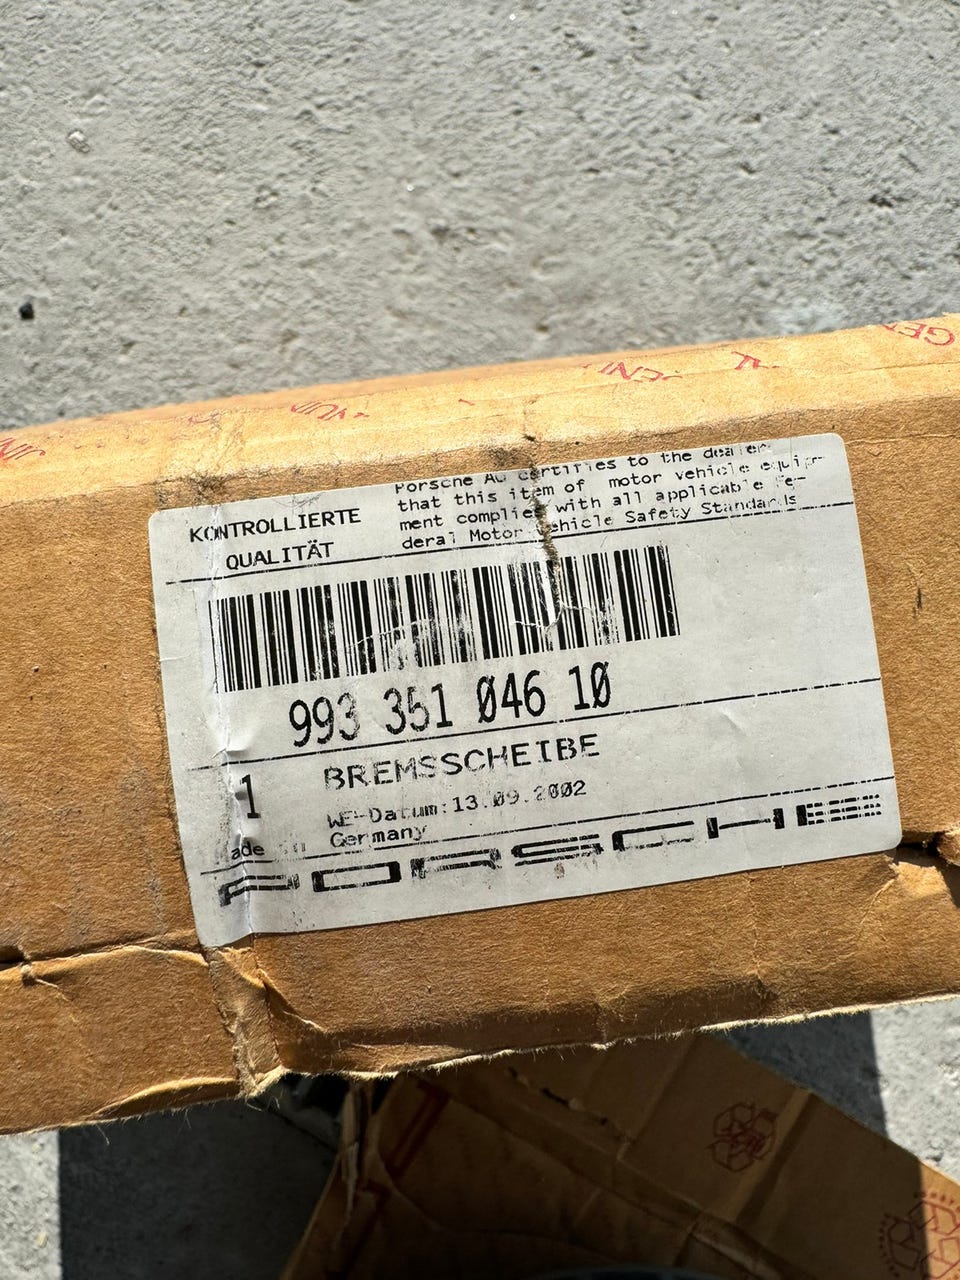 KONTROLLIERTE
QUALITÄT
Porsche AG certifies to the dealer
that this item of motor vehicle equip-
ment complies with all applicable Fe-
deral Motor Vehicle Safety Standards
993 351 046 10
1
BREMSSCHEIBE
WE-Datum:13.09.2002
Made in Germany
PORSCHE